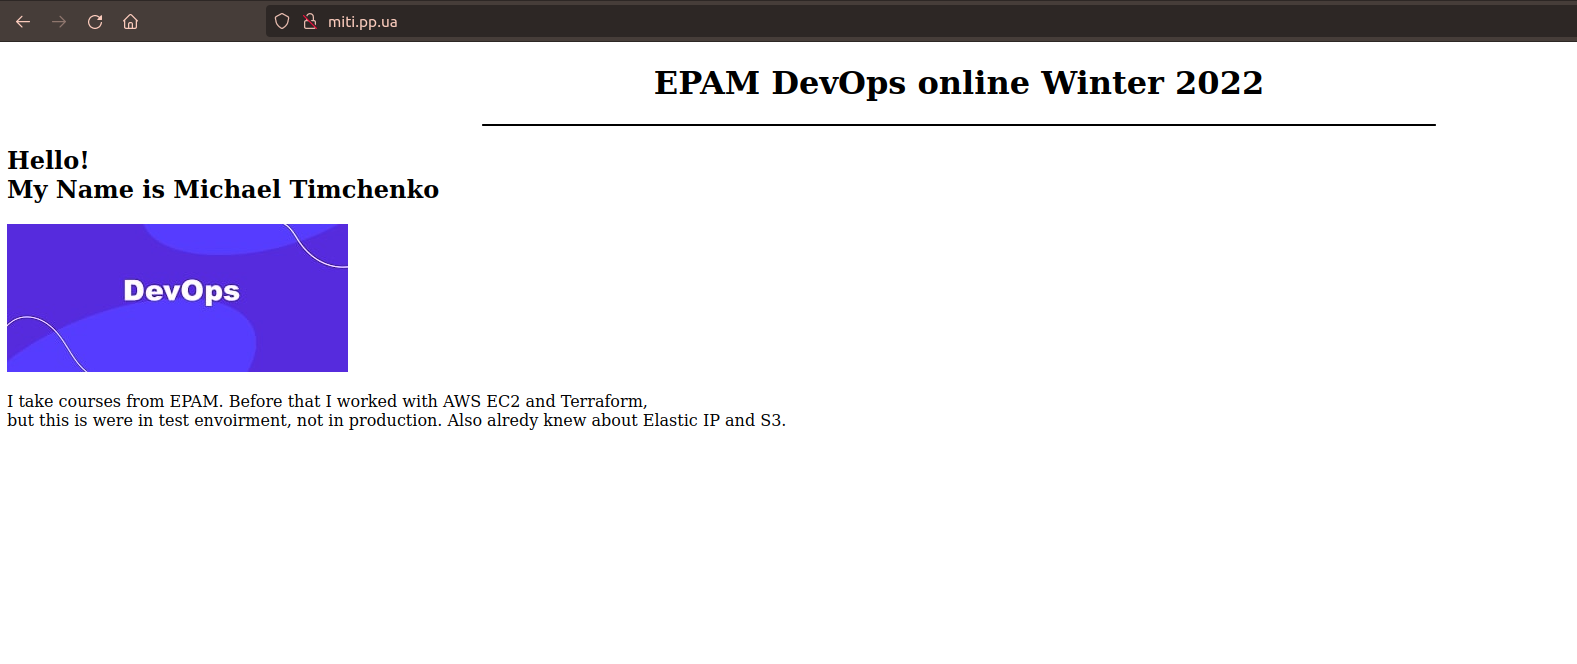 miti.pp.ua
EPAM DevOps online Winter 2022
Hello!
My Name is Michael Timchenko
DevOps
I take courses from EPAM. Before that I worked with AWS EC2 and Terraform,
but this is were in test envoirment, not in production. Also alredy knew about Elastic IP and S3.